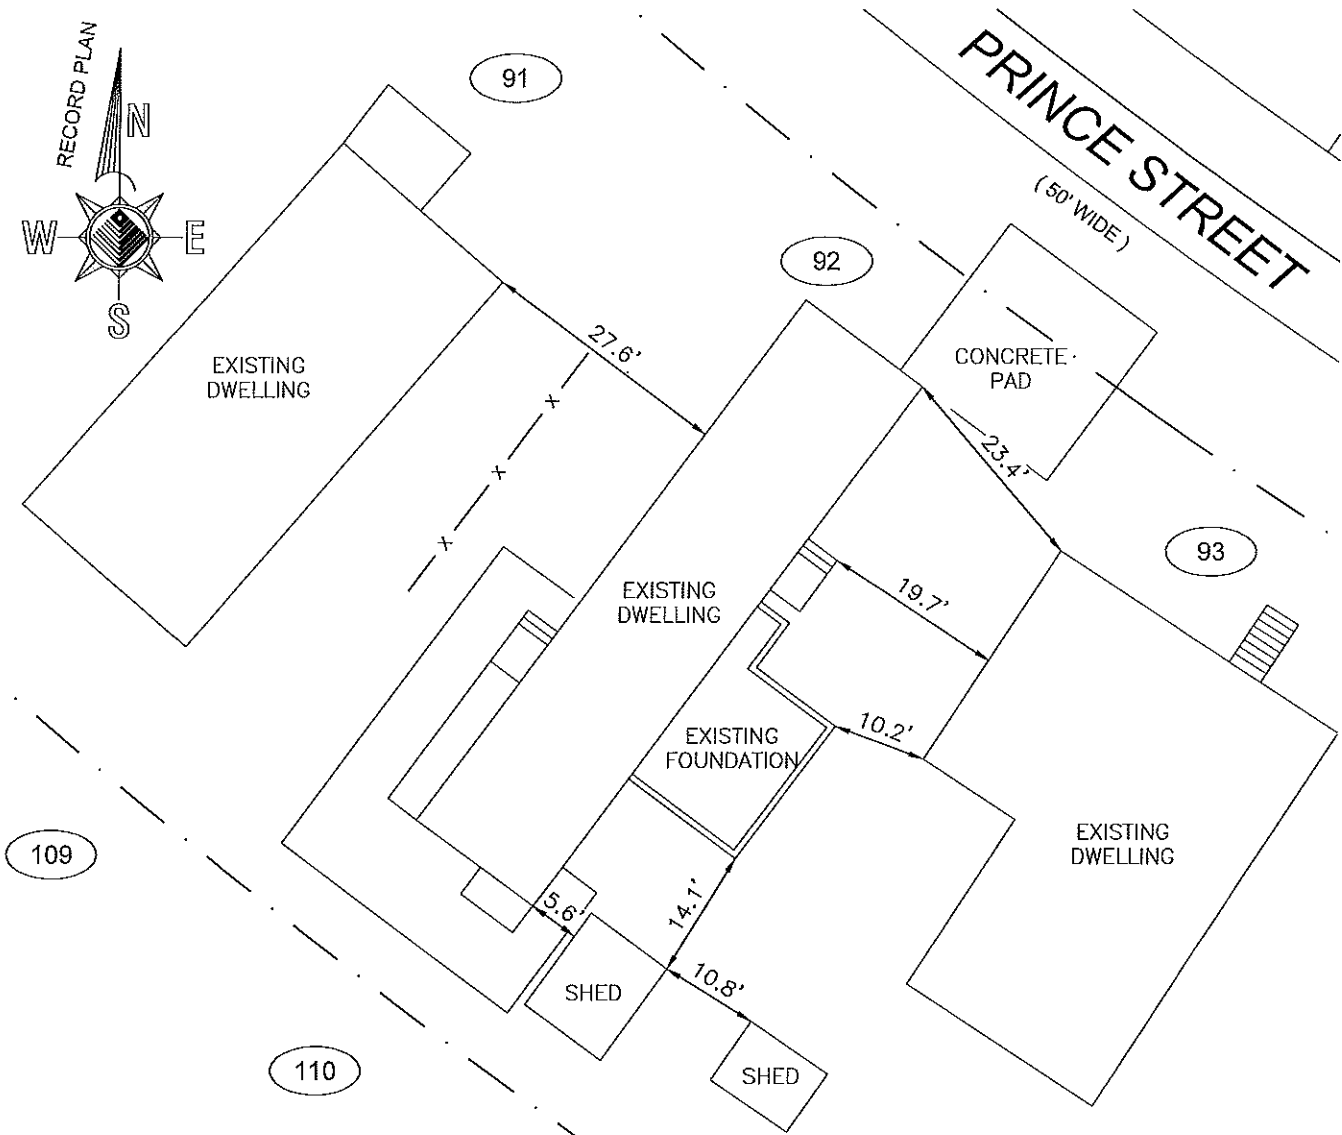 RECORD PLAN
N
W
E
S
91
PRINCE STREET
( 50' WIDE )
92
27.6'
EXISTING
DWELLING
CONCRETE
PAD
23.4'
x
x
x
93
EXISTING
DWELLING
19.7'
10.2'
EXISTING
FOUNDATION
109
EXISTING
DWELLING
5.6'
14.1'
10.8'
SHED
110
SHED